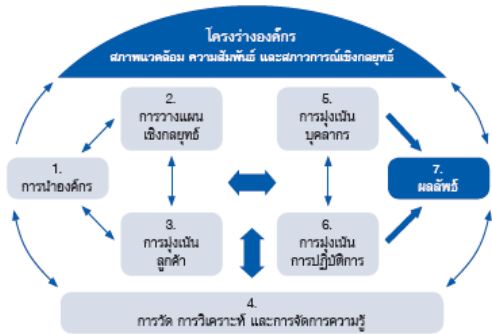 โครงร่างองค์กร
สภาพแวดล้อม ความสัมพันธ์ และสภาวการณ์เชิงกลยุทธ์
2.
การวางแผน
เชิงกลยุทธ์
5.
การมุ่งเน้น
บุคลากร
1.
การนำองค์กร
7.
ผลลัพธ์
3.
การมุ่งเน้น
ลูกค้า
6.
การมุ่งเน้น
การปฏิบัติการ
4.
การวัด การวิเคราะห์ และการจัดการความรู้